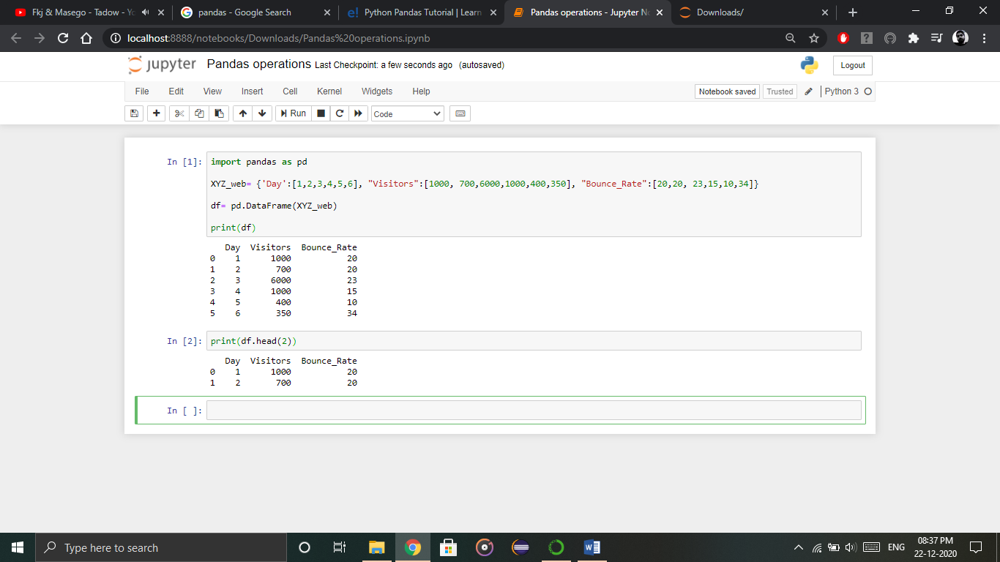 Fkj & Masego - Tadow - Yo
pandas - Google Search
Python Pandas Tutorial | Learn
Pandas operations - Jupyter No
Downloads/
localhost:8888/notebooks/Downloads/Pandas%20operations.ipynb
jupyter Pandas operations Last Checkpoint: a few seconds ago (autosaved)
Logout
File Edit View Insert Cell Kernel Widgets Help
Notebook saved Trusted Python 3
Run Code
In [1]: import pandas as pd
XYZ_web= {'Day':[1,2,3,4,5,6], "Visitors":[1000, 700,6000,1000,400,350], "Bounce_Rate":[20,20, 23,15,10,34]}
df= pd.DataFrame(XYZ_web)
print(df)
Day Visitors Bounce_Rate
0 1 1000 20
1 2 700 20
2 3 6000 23
3 4 1000 15
4 5 400 10
5 6 350 34
In [2]: print(df.head(2))
Day Visitors Bounce_Rate
0 1 1000 20
1 2 700 20
In [ ]:
Type here to search
ENG
08:37 PM
22-12-2020